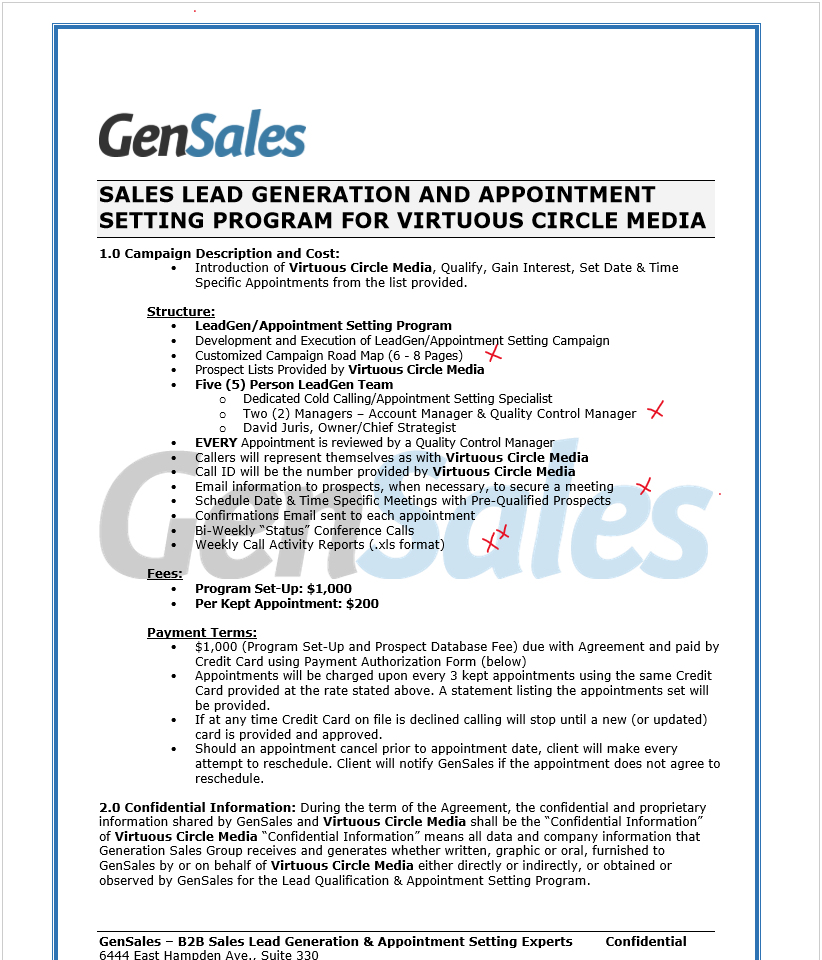 GenSales
SALES LEAD GENERATION AND APPOINTMENT
SETTING PROGRAM FOR VIRTUOUS CIRCLE MEDIA
1.0 Campaign Description and Cost:
• Introduction of Virtuous Circle Media, Qualify, Gain Interest, Set Date & Time
Specific Appointments from the list provided.
Structure:
• LeadGen/Appointment Setting Program
• Development and Execution of LeadGen/Appointment Setting Campaign
• Customized Campaign Road Map (6 - 8 Pages)
• Prospect Lists Provided by Virtuous Circle Media
• Five (5) Person LeadGen Team
o Dedicated Cold Calling/Appointment Setting Specialist
o Two (2) Managers – Account Manager & Quality Control Manager
o David Juris, Owner/Chief Strategist
• EVERY Appointment is reviewed by a Quality Control Manager
• Callers will represent themselves as with Virtuous Circle Media
• Call ID will be the number provided by Virtuous Circle Media
• Email information to prospects, when necessary, to secure a meeting
• Schedule Date & Time Specific Meetings with Pre-Qualified Prospects
• Confirmations Email sent to each appointment
• Bi-Weekly “Status” Conference Calls
• Weekly Call Activity Reports (.xls format)
GenSales
Fees:
• Program Set-Up: $1,000
• Per Kept Appointment: $200
Payment Terms:
• $1,000 (Program Set-Up and Prospect Database Fee) due with Agreement and paid by
Credit Card using Payment Authorization Form (below)
• Appointments will be charged upon every 3 kept appointments using the same Credit
Card provided at the rate stated above. A statement listing the appointments set will
be provided.
• If at any time Credit Card on file is declined calling will stop until a new (or updated)
card is provided and approved.
• Should an appointment cancel prior to appointment date, client will make every
attempt to reschedule. Client will notify GenSales if the appointment does not agree to
reschedule.
2.0 Confidential Information: During the term of the Agreement, the confidential and proprietary
information shared by GenSales and Virtuous Circle Media shall be the “Confidential Information”
of Virtuous Circle Media “Confidential Information” means all data and company information that
Generation Sales Group receives and generates whether written, graphic or oral, furnished to
GenSales by or on behalf of Virtuous Circle Media either directly or indirectly, or obtained or
observed by GenSales for the Lead Qualification & Appointment Setting Program.
GenSales – B2B Sales Lead Generation & Appointment Setting Experts Confidential
6444 East Hampden Ave., Suite 330